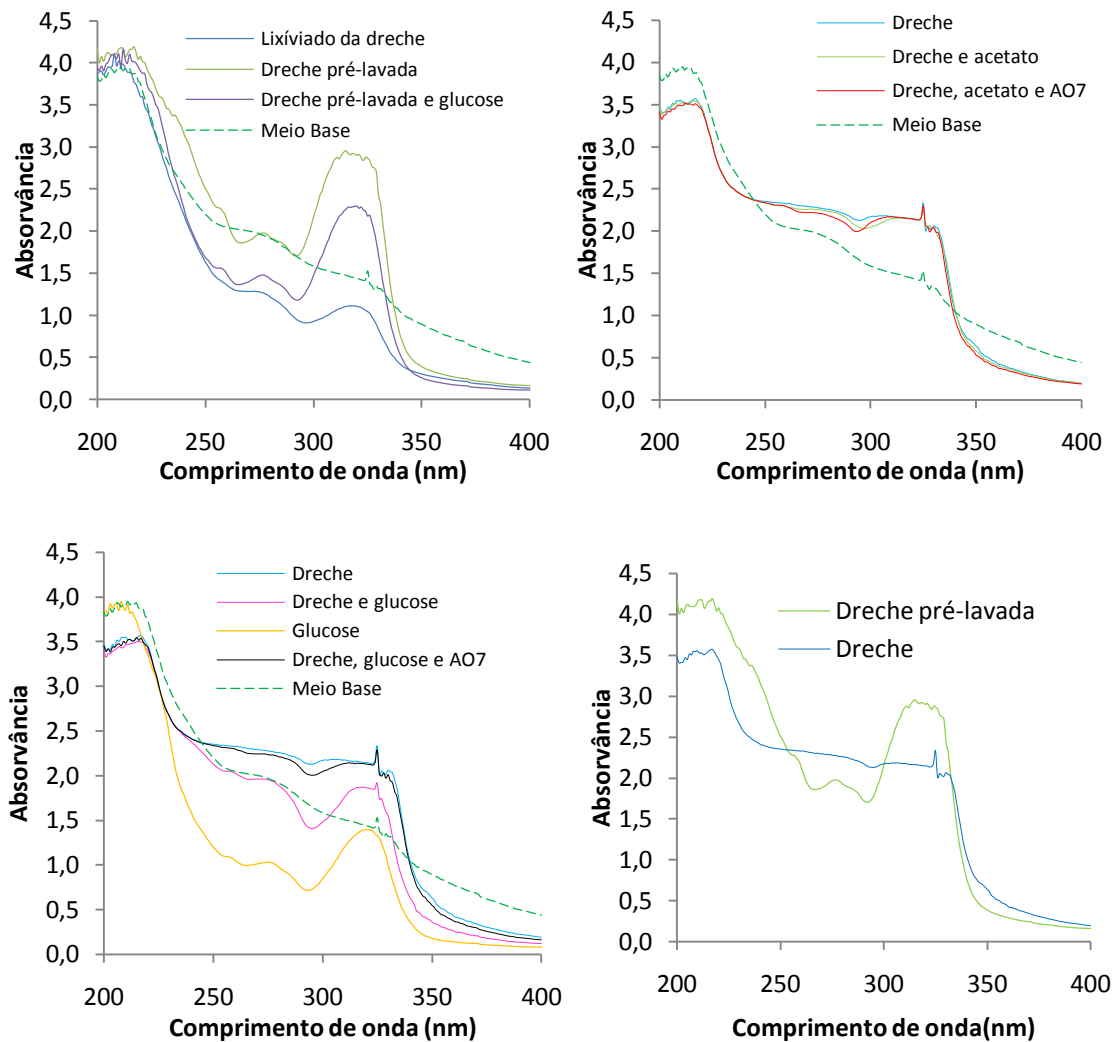 4,5
4,0
3,5
3,0
2,5
2,0
1,5
1,0
0,5
0,0
Absorvância
Lixíviado da dreche
Dreche pré-lavada
Dreche pré-lavada e glucose
Meio Base
200 250 300 350 400
Comprimento de onda (nm)
4,5
4,0
3,5
3,0
2,5
2,0
1,5
1,0
0,5
0,0
Absorvância
Dreche
Dreche e acetato
Dreche, acetato e AO7
Meio Base
200 250 300 350 400
Comprimento de onda (nm)
4,5
4,0
3,5
3,0
2,5
2,0
1,5
1,0
0,5
0,0
Absorvância
Dreche
Dreche e glucose
Glucose
Dreche, glucose e AO7
Meio Base
200 250 300 350 400
Comprimento de onda (nm)
4,5
4,0
3,5
3,0
2,5
2,0
1,5
1,0
0,5
0,0
Absorvância
Dreche pré-lavada
Dreche
200 250 300 350 400
Comprimento de onda(nm)